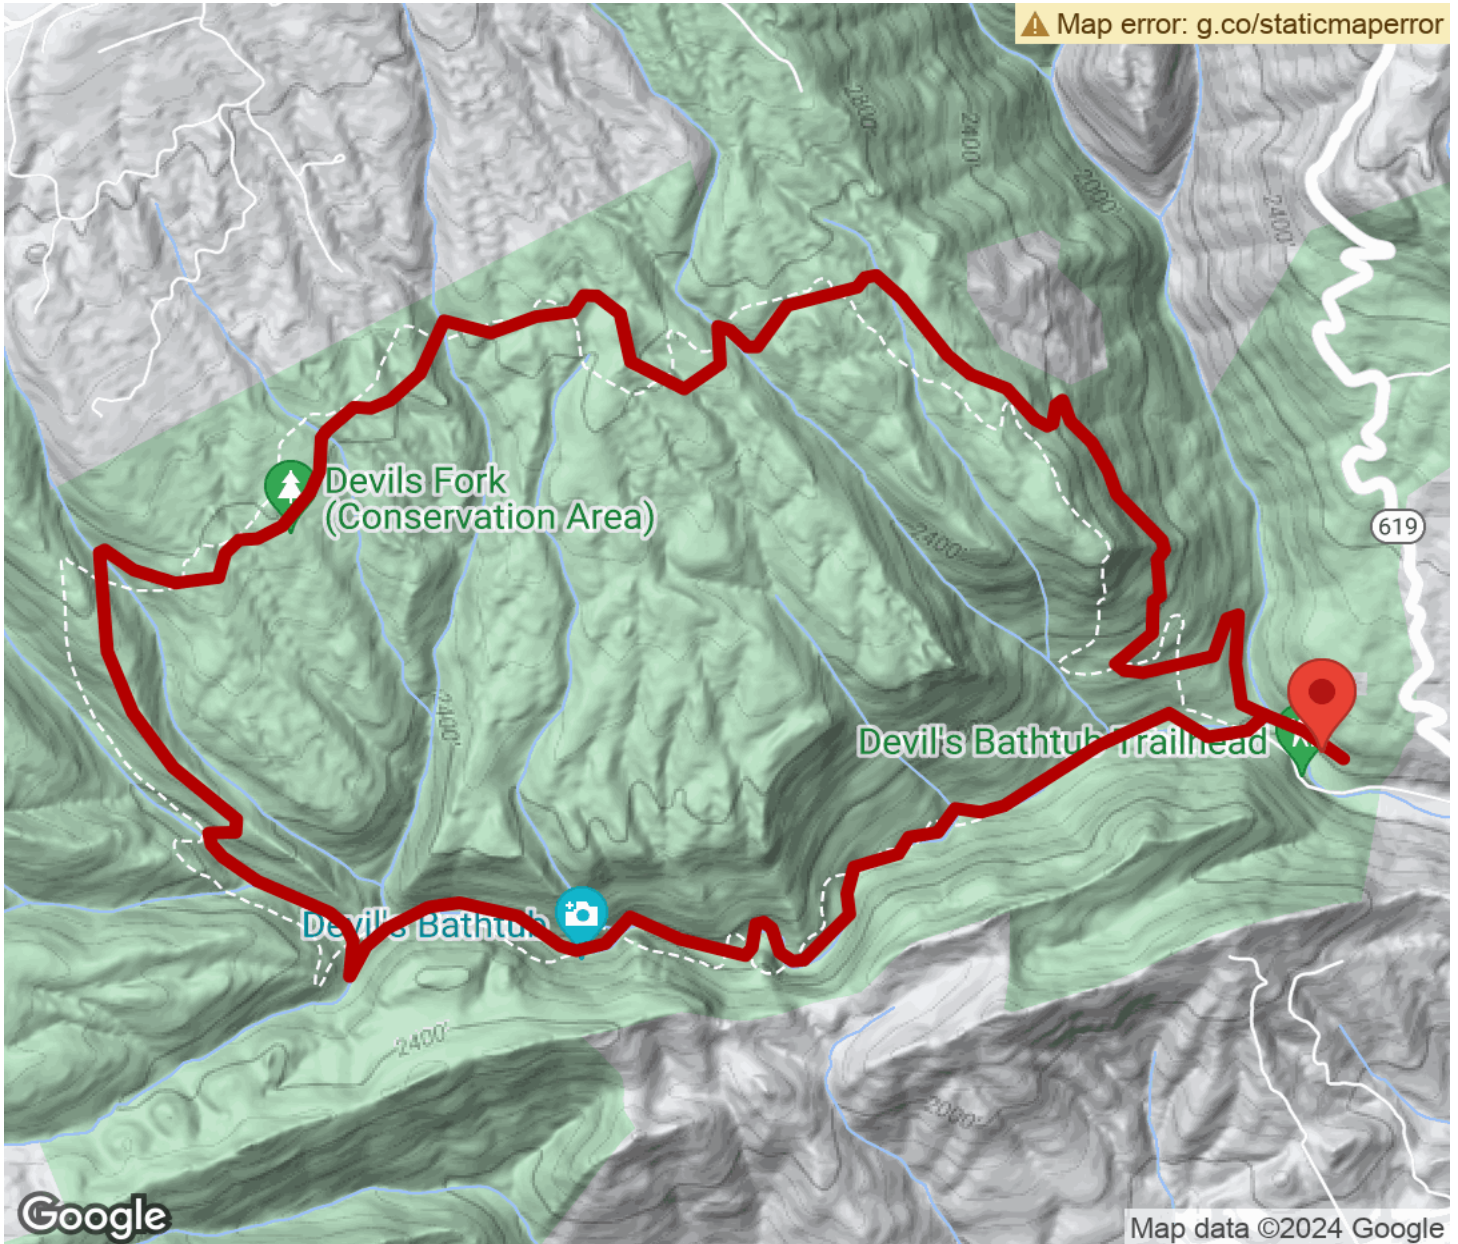 Map error: g.co/staticmaperror
2800'
2400'
2000'
2400'
Devils Fork
(Conservation Area)
619
2400'
2400'
Devil's Bathtub Trailhead
Devil's Bathtub
2400'
2000'
Google
Map data ©2024 Google